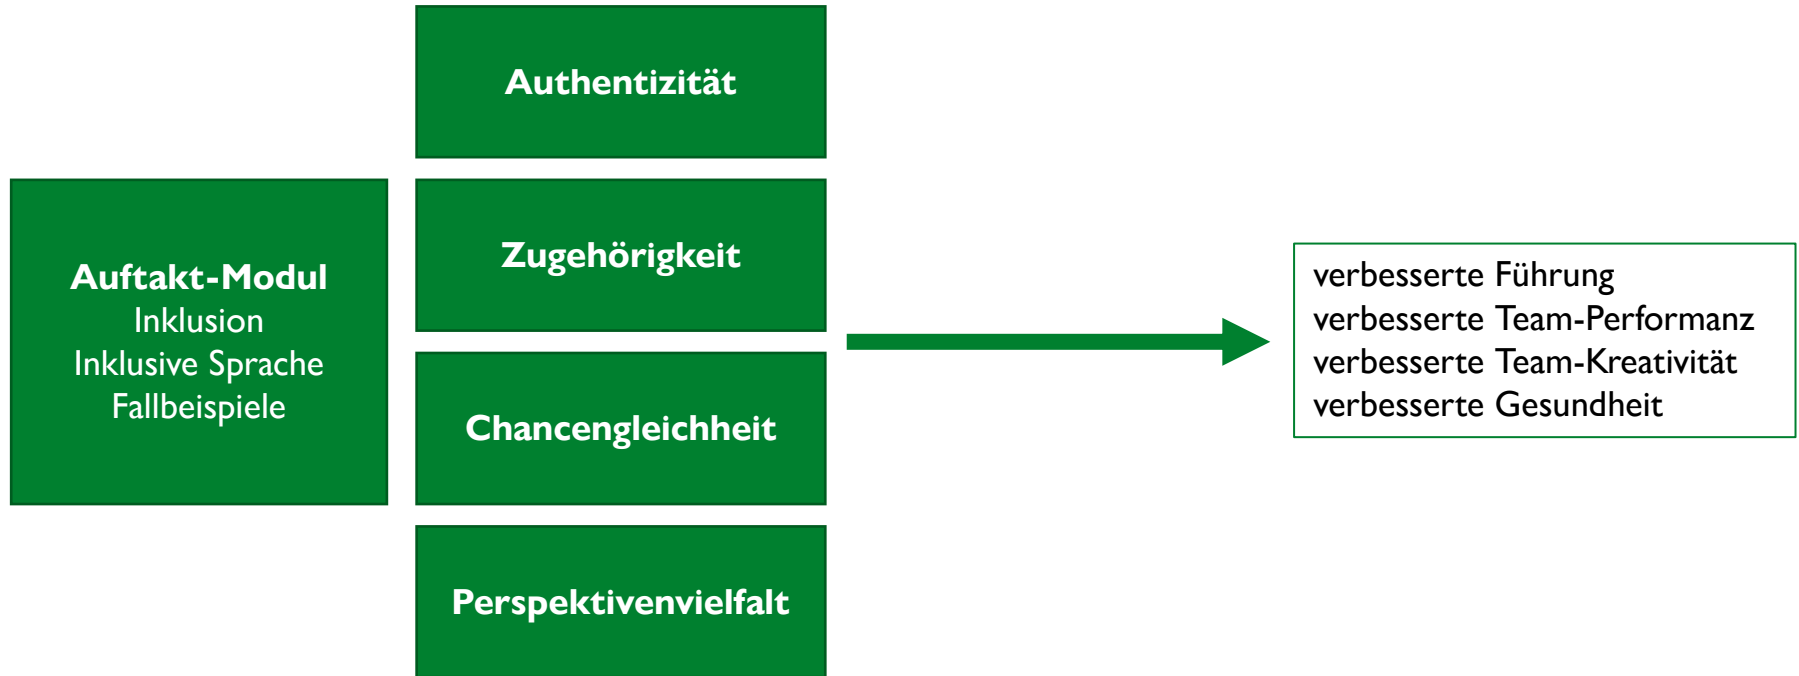 Authentizität
Auftakt-Modul
Inklusion
Inklusive Sprache
Fallbeispiele
Zugehörigkeit
Chancengleichheit
Perspektivenvielfalt
verbesserte Führung
verbesserte Team-Performanz
verbesserte Team-Kreativität
verbesserte Gesundheit